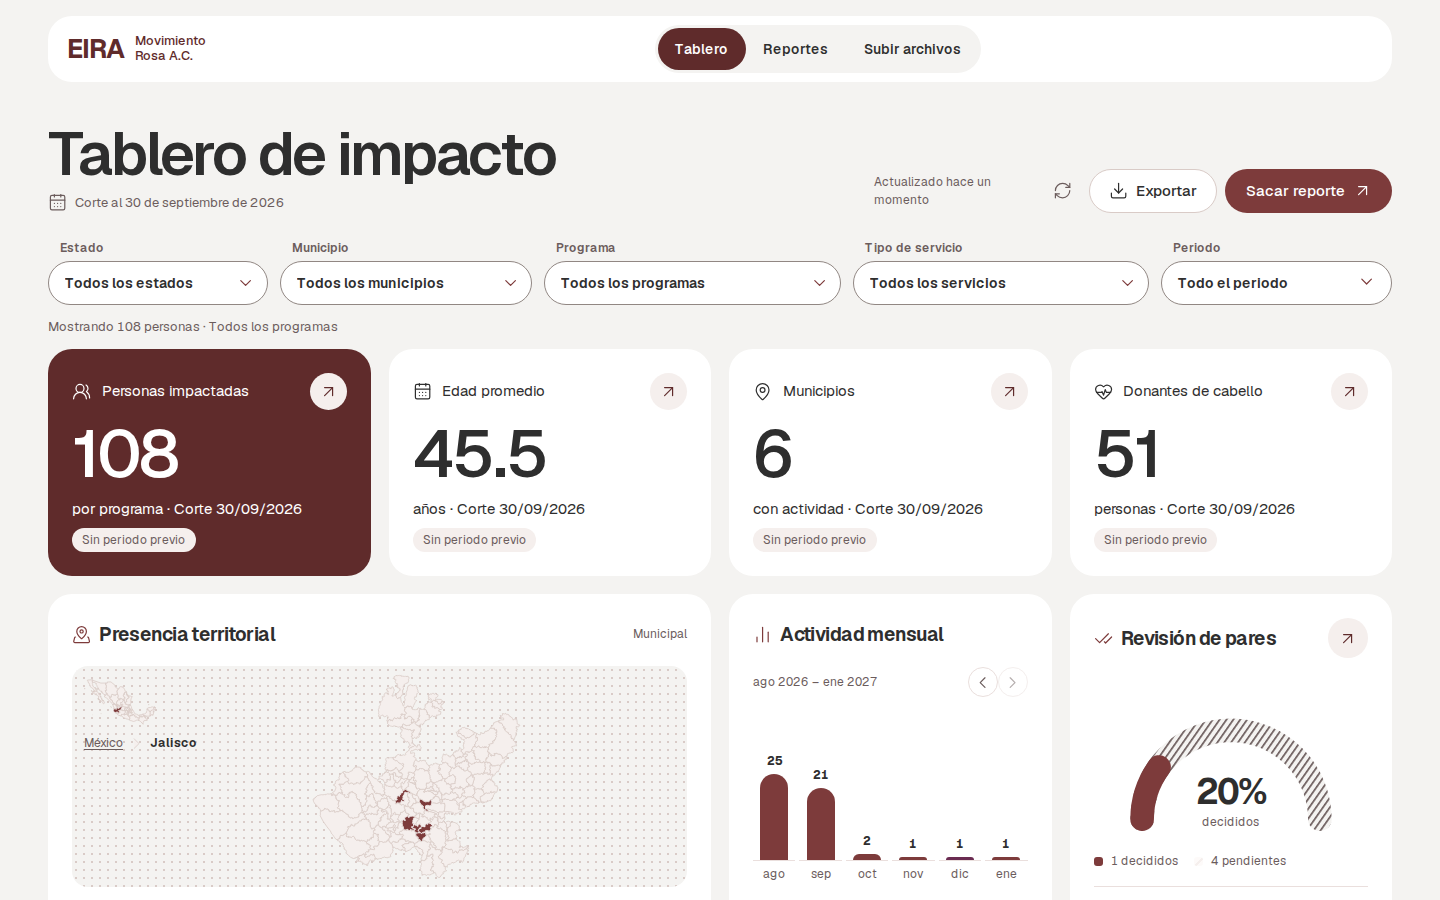 EIRA
Movimiento
Rosa A.C.
Tablero
Reportes
Subir archivos
Tablero de impacto
Corte al 30 de septiembre de 2026
Actualizado hace un
momento
Exportar
Sacar reporte
Estado
Municipio
Programa
Tipo de servicio
Periodo
Todos los estados
Todos los municipios
Todos los programas
Todos los servicios
Todo el periodo
Mostrando 108 personas · Todos los programas
Personas impactadas
108
por programa · Corte 30/09/2026
Sin periodo previo
Edad promedio
45.5
años · Corte 30/09/2026
Sin periodo previo
Municipios
6
con actividad · Corte 30/09/2026
Sin periodo previo
Donantes de cabello
51
personas · Corte 30/09/2026
Sin periodo previo
Presencia territorial
Municipal
México
Jalisco
Actividad mensual
ago 2026 – ene 2027
25
21
2
1
1
1
ago
sep
oct
nov
dic
ene
Revisión de pares
20%
decididos
1 decididos
4 pendientes